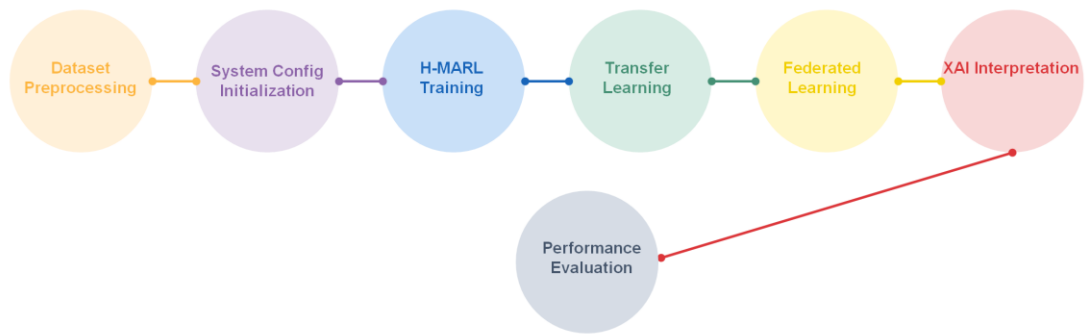 Dataset
Preprocessing
System Config
Initialization
H-MARL
Training
Transfer
Learning
Federated
Learning
XAI Interpretation
Performance
Evaluation